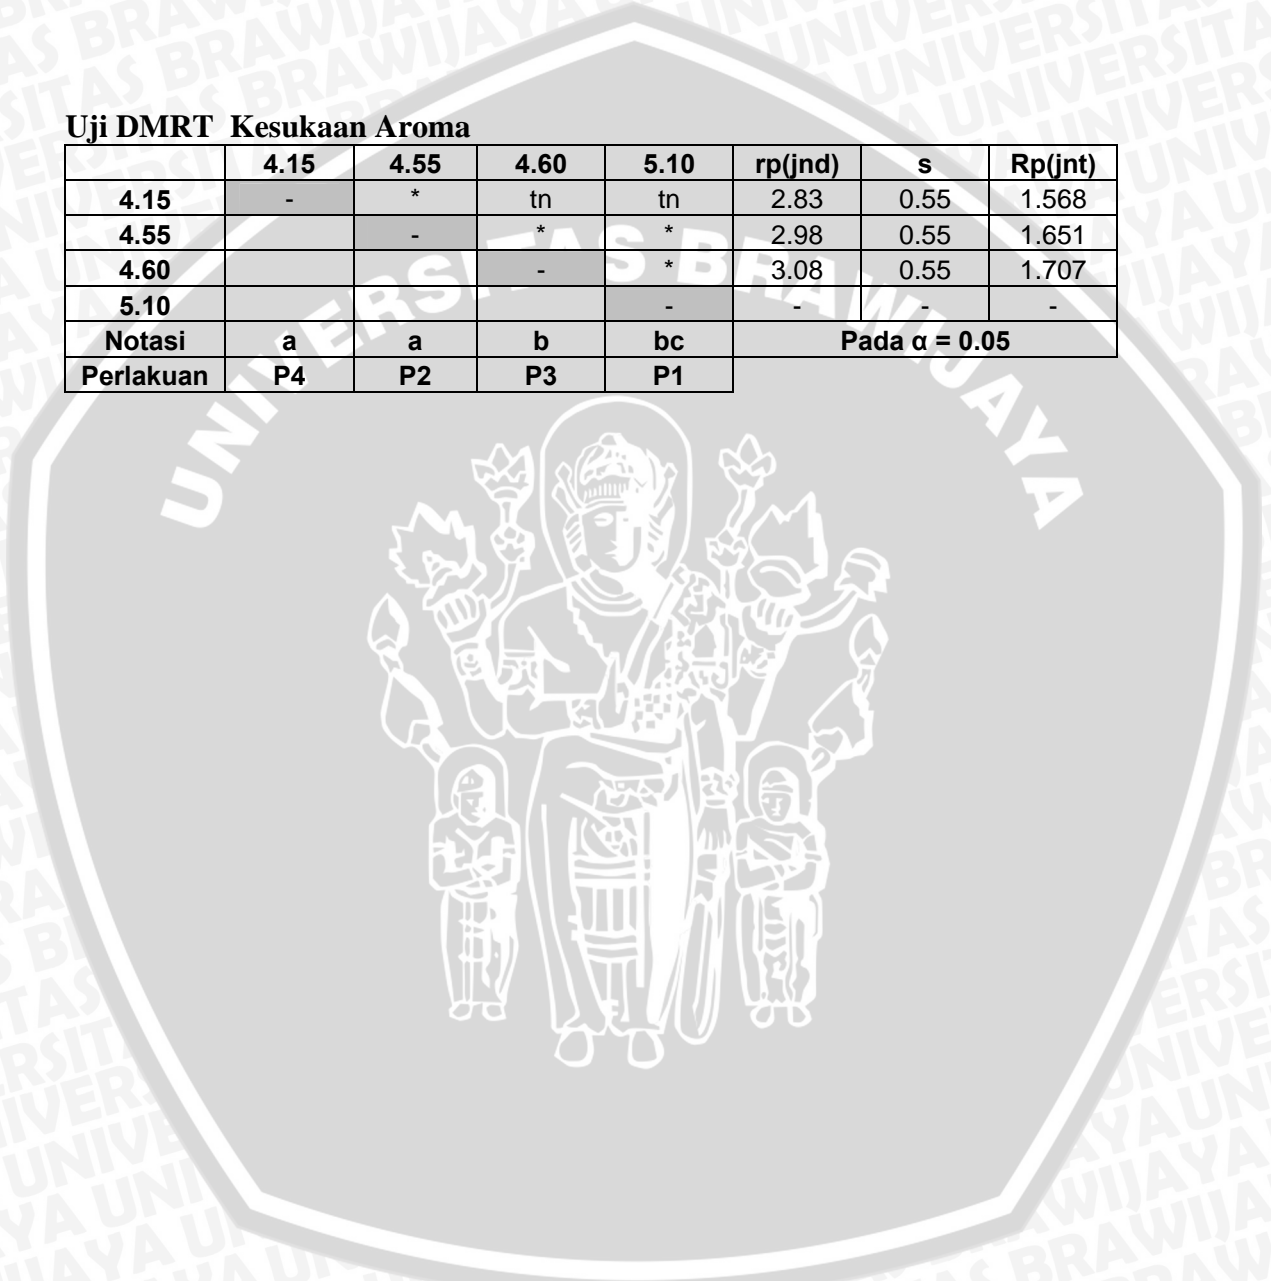 Uji DMRT Kesukaan Aroma
4.15 4.55 4.60 5.10 rp(jnd) s Rp(jnt)
4.15 - * tn tn 2.83 0.55 1.568
4.55 - * * 2.98 0.55 1.651
4.60 - * 3.08 0.55 1.707
5.10 - - - -
Notasi a a b bc Pada α = 0.05
Perlakuan P4 P2 P3 P1
UNIVERSITAS BRAWIJAYA